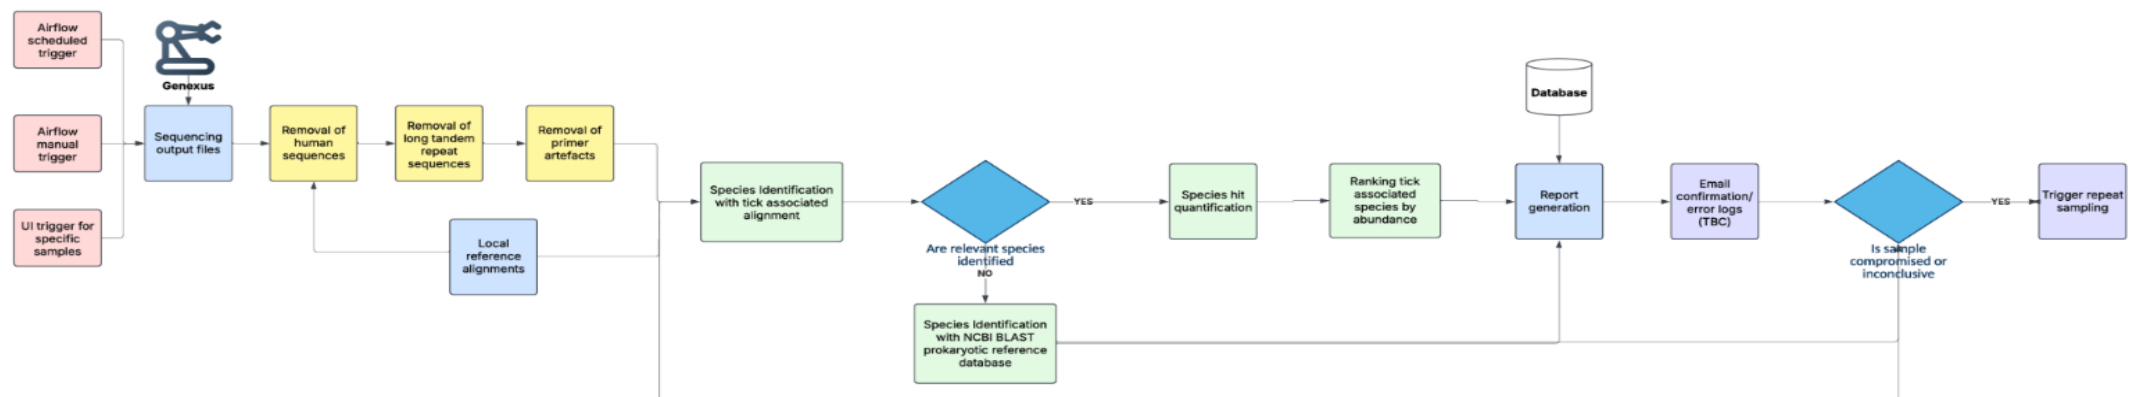 Airflow
scheduled
trigger
Genexus
Airflow
manual
trigger
UI trigger for
specific
samples
Sequencing
output files
Removal of
human
sequences
Removal of
long tandem
repeat
sequences
Removal of
primer
artefacts
Local
reference
alignments
Species Identification
with tick associated
alignment
Are relevant species
identified
YES
NO
Species Identification
with NCBI BLAST
prokaryotic reference
database
Species hit
quantification
Ranking tick
associated
species by
abundance
Database
Report
generation
Email
confirmation/
error logs
(TBC)
Is sample
compromised or
inconclusive
YES
Trigger repeat
sampling